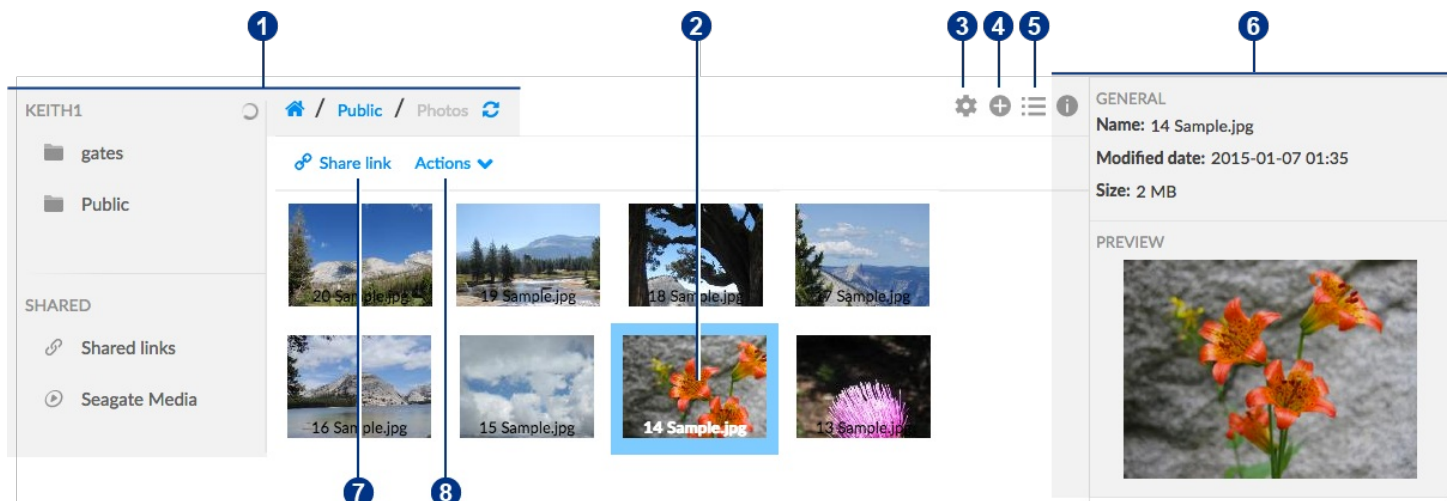 1 2 3 4 5 6
KEITH1
gates
Public
SHARED
Shared links
Seagate Media
/ Public / Photos
Share link Actions
20 Sample.jpg 19 Sample.jpg 18 Sample.jpg 17 Sample.jpg
16 Sample.jpg 15 Sample.jpg 14 Sample.jpg 13 Sample.jpg
GENERAL
Name: 14 Sample.jpg
Modified date: 2015-01-07 01:35
Size: 2 MB
PREVIEW
7 8